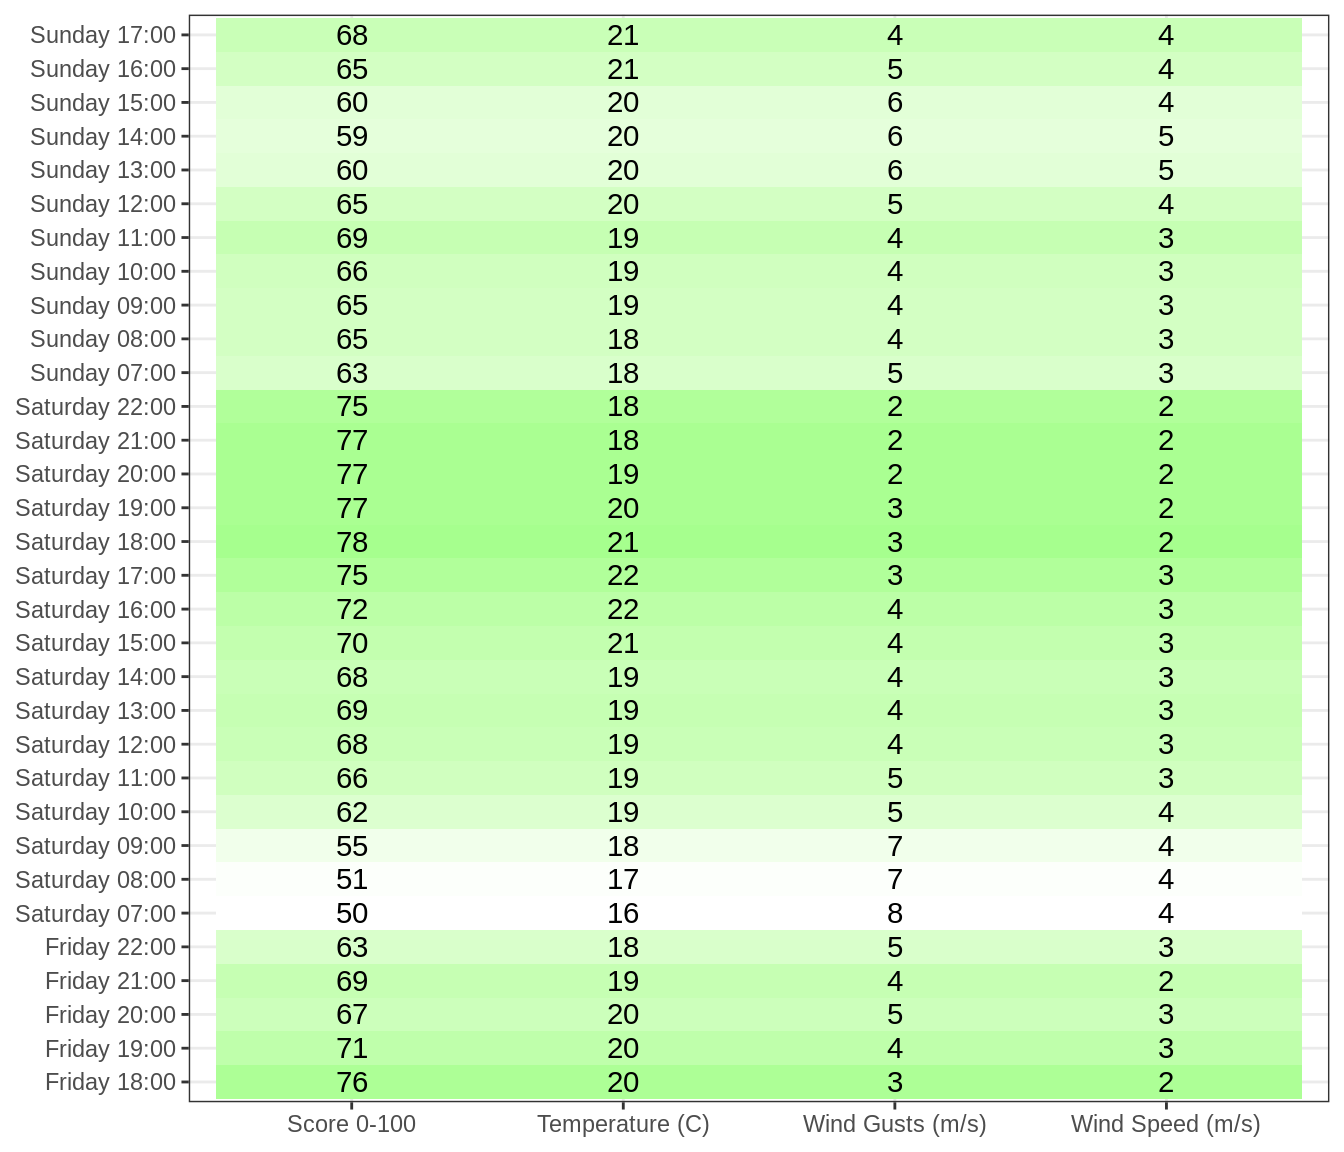 Sunday 17:00 68 21 4 4
Sunday 16:00 65 21 5 4
Sunday 15:00 60 20 6 4
Sunday 14:00 59 20 6 5
Sunday 13:00 60 20 6 5
Sunday 12:00 65 20 5 4
Sunday 11:00 69 19 4 3
Sunday 10:00 66 19 4 3
Sunday 09:00 65 19 4 3
Sunday 08:00 65 18 4 3
Sunday 07:00 63 18 5 3
Saturday 22:00 75 18 2 2
Saturday 21:00 77 18 2 2
Saturday 20:00 77 19 2 2
Saturday 19:00 77 20 3 2
Saturday 18:00 78 21 3 2
Saturday 17:00 75 22 3 3
Saturday 16:00 72 22 4 3
Saturday 15:00 70 21 4 3
Saturday 14:00 68 19 4 3
Saturday 13:00 69 19 4 3
Saturday 12:00 68 19 4 3
Saturday 11:00 66 19 5 3
Saturday 10:00 62 19 5 4
Saturday 09:00 55 18 7 4
Saturday 08:00 51 17 7 4
Saturday 07:00 50 16 8 4
Friday 22:00 63 18 5 3
Friday 21:00 69 19 4 2
Friday 20:00 67 20 5 3
Friday 19:00 71 20 4 3
Friday 18:00 76 20 3 2
Score 0-100 Temperature (C) Wind Gusts (m/s) Wind Speed (m/s)